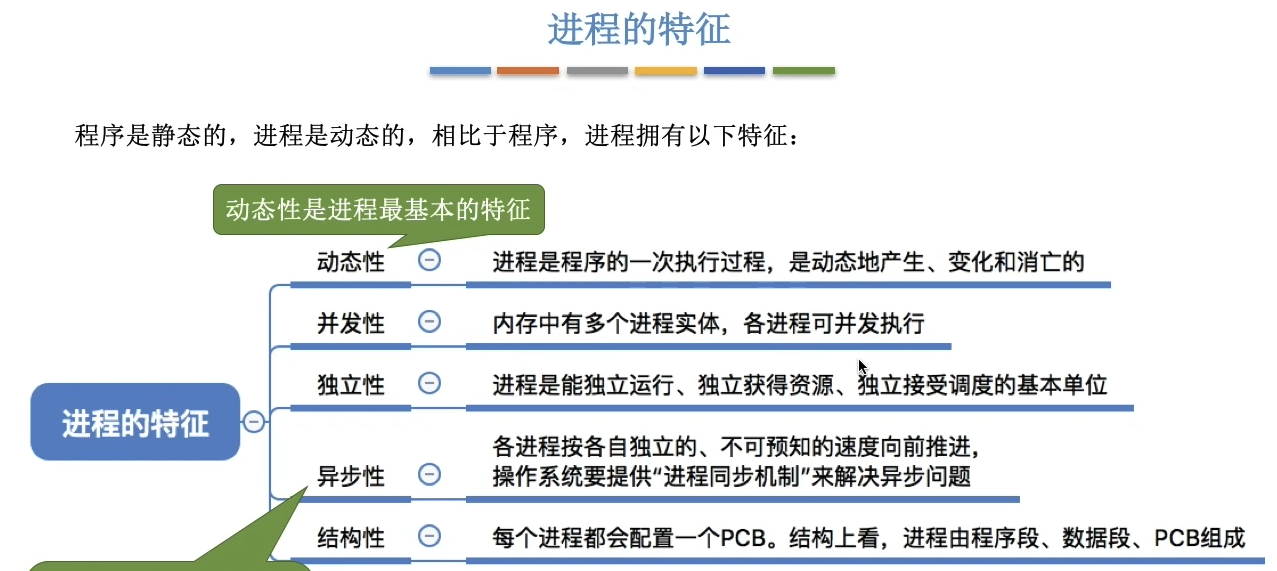 进程的特征
程序是静态的，进程是动态的，相比于程序，进程拥有以下特征：
动态性是进程最基本的特征
动态性
进程是程序的一次执行过程，是动态地产生、变化和消亡的
并发性
内存中有多个进程实体，各进程可并发执行
独立性
进程是能独立运行、独立获得资源、独立接受调度的基本单位
进程的特征
异步性
各进程按各自独立的、不可预知的速度向前推进，
操作系统要提供“进程同步机制”来解决异步问题
结构性
每个进程都会配置一个PCB。结构上看，进程由程序段、数据段、PCB组成